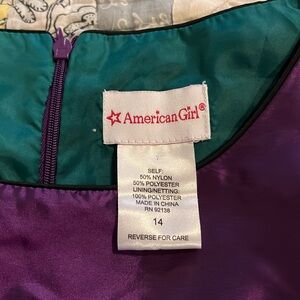 American Girl®
SELF:
50% NYLON
50% POLYESTER
LINING/NETTING:
100% POLYESTER
MADE IN CHINA
RN 92138
14
REVERSE FOR CARE